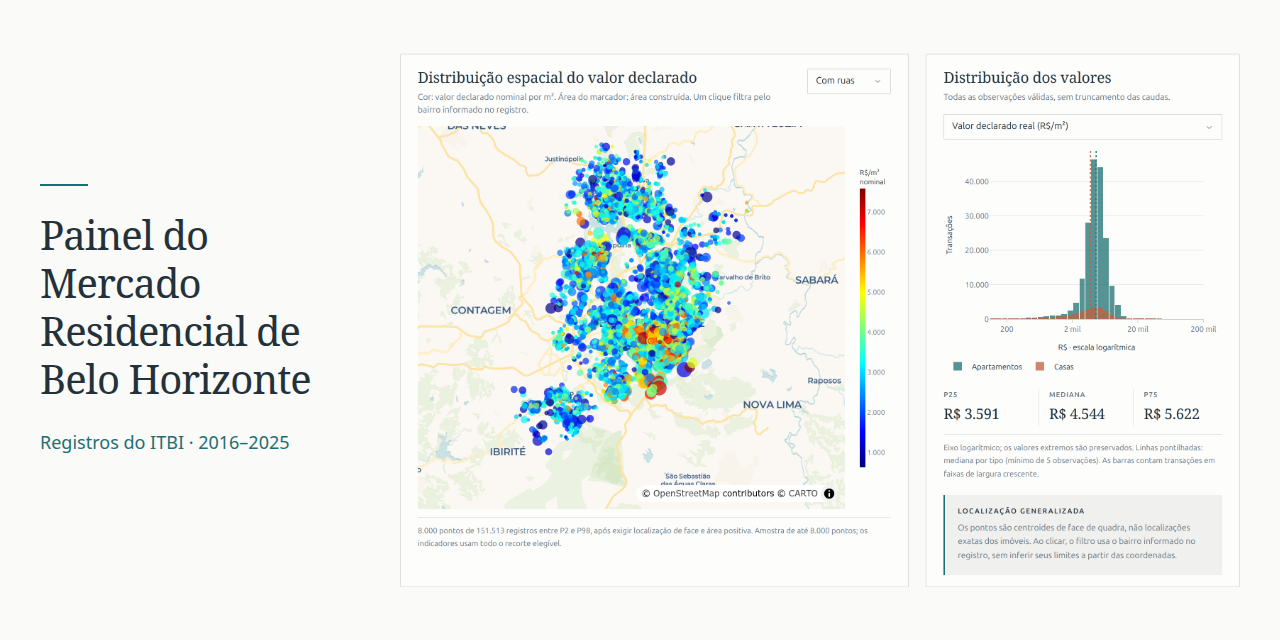 Painel do
Mercado
Residencial de
Belo Horizonte
Registros do ITBI · 2016–2025
Distribuição espacial do valor declarado
Cor: valor declarado nominal por m². Área do marcador: área construída. Um clique filtra pelo
bairro informado no registro.
Com ruas
DAS NEVES
Justinópolis
CONTAGEM
arvalho de Brito
SABARÁ
Raposos
NOVA LIMA
IBIRITÉ
São Sebastião
das Águas Claras
© OpenStreetMap contributors © CARTO
R$/m²
nominal
7.000
6.000
5.000
4.000
3.000
2.000
1.000
8.000 pontos de 151.513 registros entre P2 e P98, após exigir localização de face e área positiva. Amostra de até 8.000 pontos; os
indicadores usam todo o recorte elegível.
Distribuição dos valores
Todas as observações válidas, sem truncamento das caudas.
Valor declarado real (R$/m²)
Transações
40.000
30.000
20.000
10.000
0
200
2 mil
20 mil
200 mil
R$ · escala logarítmica
Apartamentos
Casas
P25
R$ 3.591
MEDIANA
R$ 4.544
P75
R$ 5.622
Eixo logarítmico; os valores extremos são preservados. Linhas pontilhadas:
mediana por tipo (mínimo de 5 observações). As barras contam transações em
faixas de largura crescente.
LOCALIZAÇÃO GENERALIZADA
Os pontos são centroides de face de quadra, não localizações
exatas dos imóveis. Ao clicar, o filtro usa o bairro informado no
registro, sem inferir seus limites a partir das coordenadas.